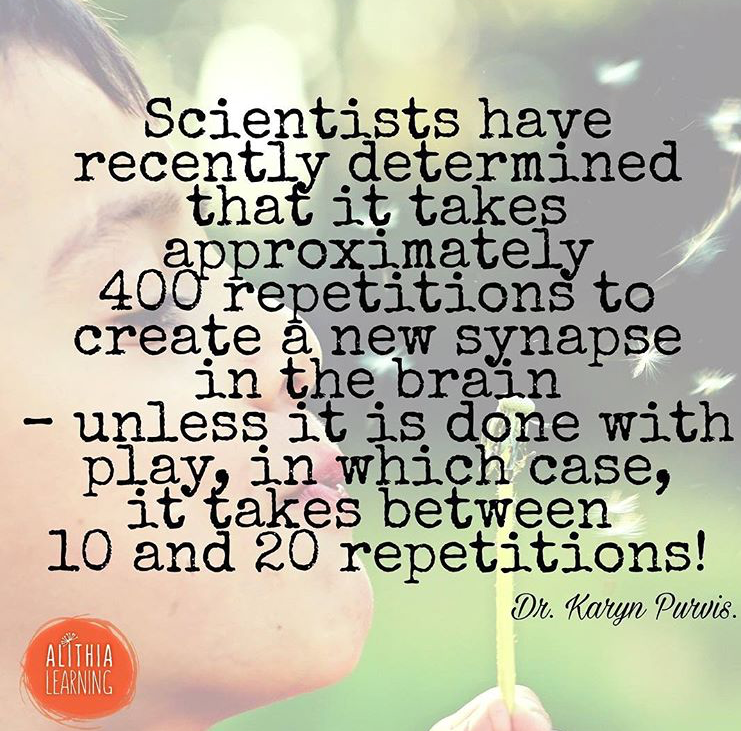 Scientists have
recently determined
that it takes
approximately
400 repetitions to
create a new synapse
in the brain
- unless it is done with
play, in which case,
it takes between
10 and 20 repetitions!
Dr. Karyn Purvis.
ALITHIA
LEARNING